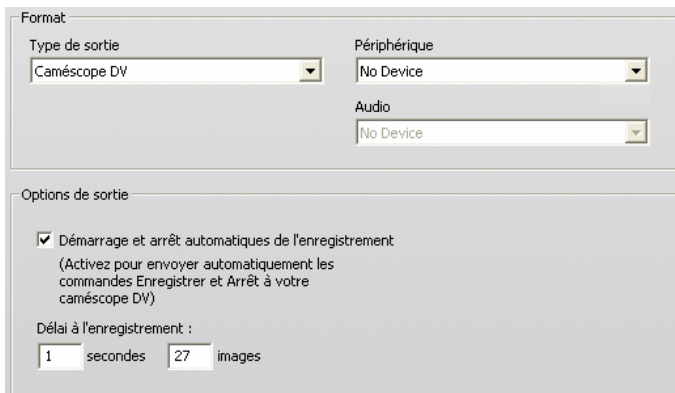 Format
Type de sortie
Caméscope DV
Périphérique
No Device
Audio
No Device
Options de sortie
Démarrage et arrêt automatiques de l'enregistrement
(Activez pour envoyer automatiquement les
commandes Enregistrer et Arrêt à votre
caméscope DV)
Délai à l'enregistrement :
1 secondes 27 images